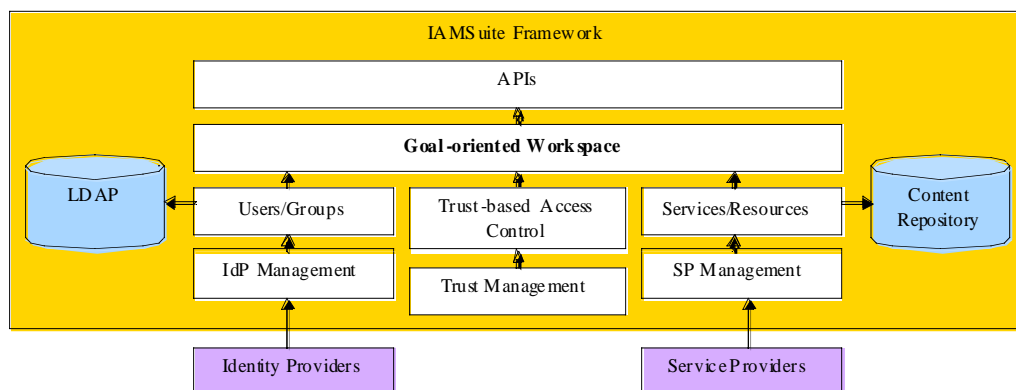 IAMSuite Framework
APIs
Goal-oriented Workspace
LDAP
Users/Groups
Trust-based Access
Control
Services/Resources
Content
Repository
IdP Management
Trust Management
SP Management
Identity Providers
Service Providers